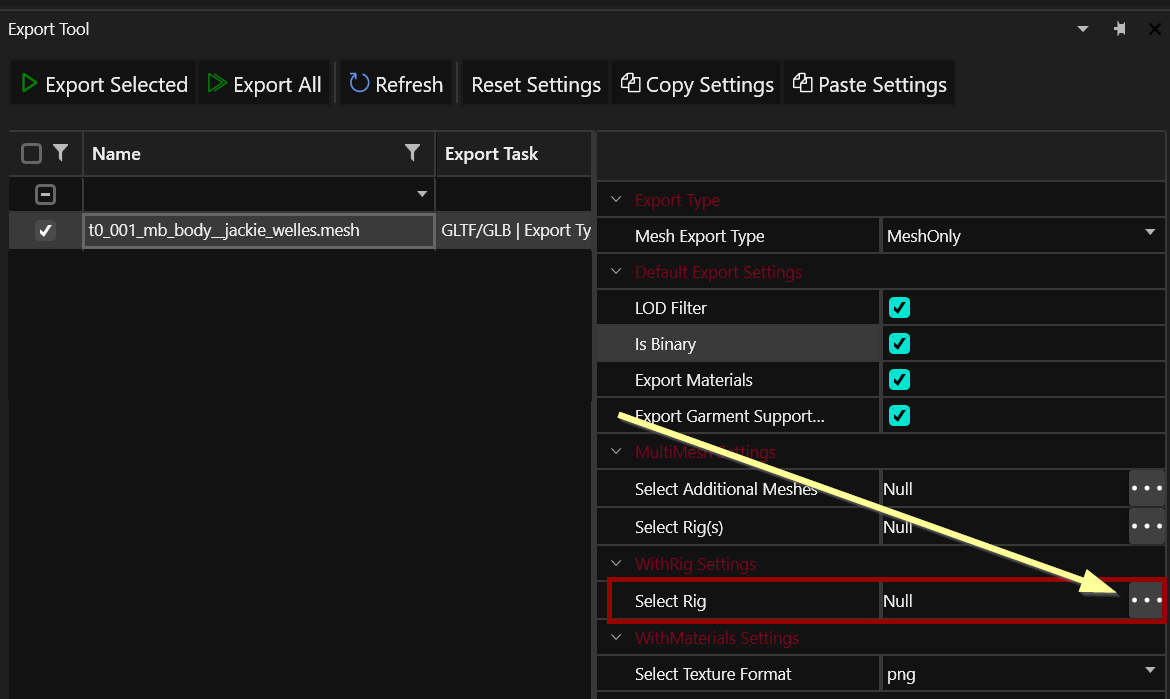 Export Tool
Export Selected Export All Refresh Reset Settings Copy Settings Paste Settings
Name Export Task
t0_001_mb_body__jackie_welles.mesh GLTF/GLB | Export Ty
Export Type
Mesh Export Type MeshOnly
Default Export Settings
LOD Filter
Is Binary
Export Materials
Export Garment Support...
MultiMesh Settings
Select Additional Meshes Null
Select Rig(s) Null
WithRig Settings
Select Rig Null
WithMaterials Settings
Select Texture Format png